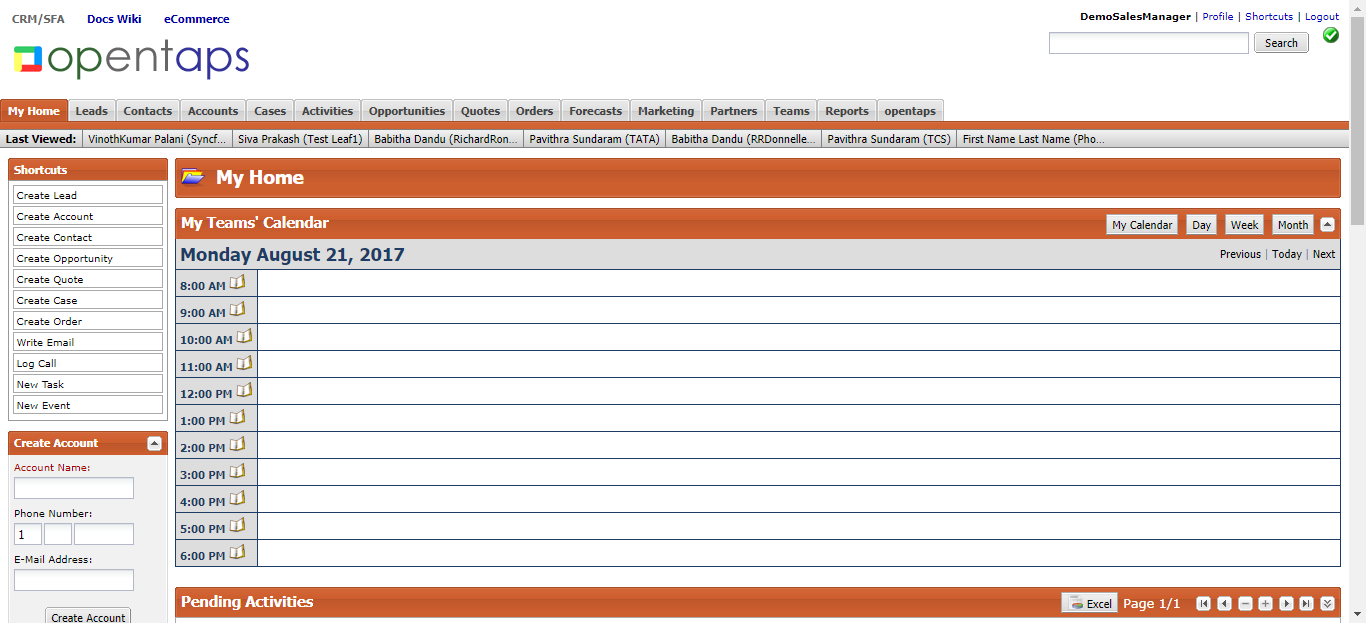 CRM/SFA Docs Wiki eCommerce
DemoSalesManager | Profile | Shortcuts | Logout
opentaps
Search
My Home Leads Contacts Accounts Cases Activities Opportunities Quotes Orders Forecasts Marketing Partners Teams Reports opentaps
Last Viewed: VinothKumar Palani (Syncf... Siva Prakash (Test Leaf1) Babitha Dandu (RichardRon... Pavithra Sundaram (TATA) Babitha Dandu (RRDonnelle... Pavithra Sundaram (TCS) First Name Last Name (Pho...
Shortcuts
Create Lead
Create Account
Create Contact
Create Opportunity
Create Quote
Create Case
Create Order
Write Email
Log Call
New Task
New Event
Create Account
Account Name:
Phone Number:
1
E-Mail Address:
Create Account
My Home
My Teams' Calendar
My Calendar Day Week Month
Monday August 21, 2017
Previous | Today | Next
8:00 AM
9:00 AM
10:00 AM
11:00 AM
12:00 PM
1:00 PM
2:00 PM
3:00 PM
4:00 PM
5:00 PM
6:00 PM
Pending Activities
Excel Page 1/1